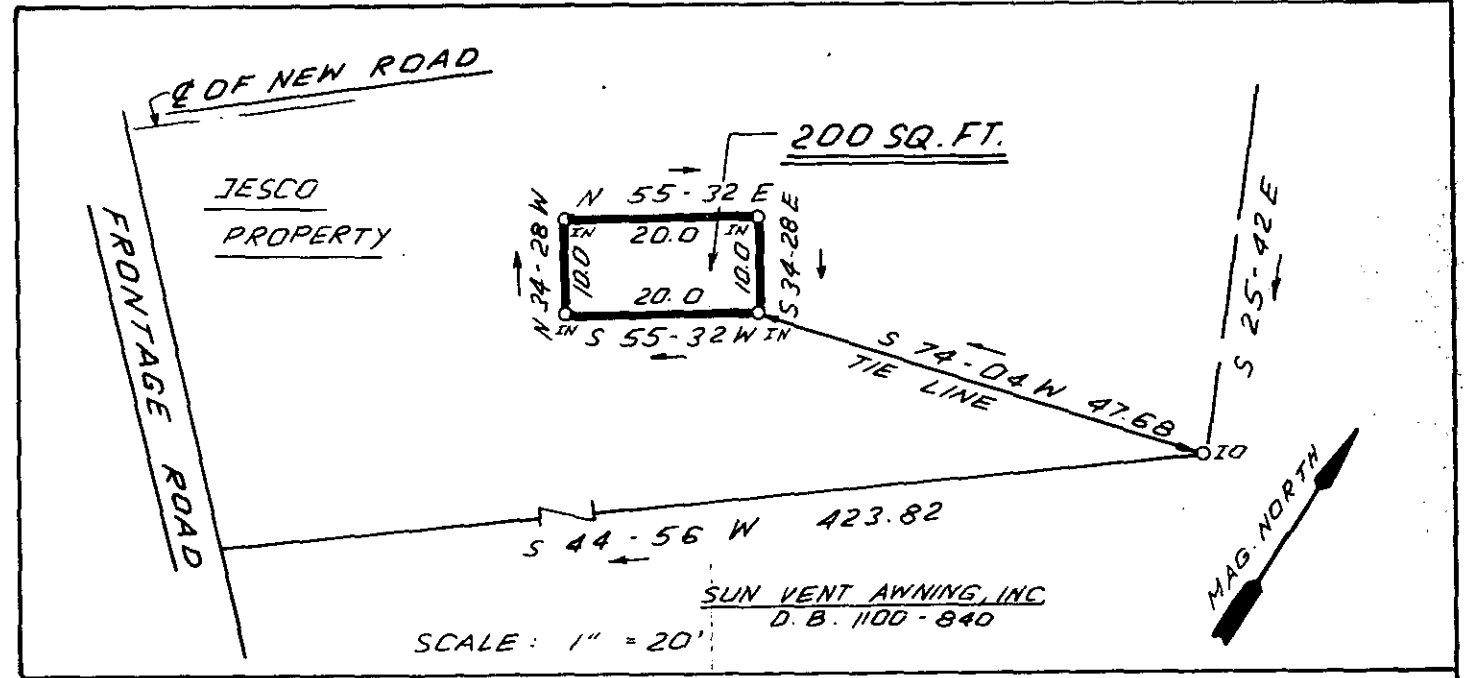 ℄ OF NEW ROAD
JESCO
PROPERTY
FRONTAGE ROAD
200 SQ. FT.
N 55-32 E
IN 20.0 IN
N 34-28 W
10.0
10.0
S 34-28 E
20.0
IN S 55-32 W IN
S 74-04 W 47.68
TIE LINE
S 25-42 E
IO
S 44-56 W 423.82
MAG. NORTH
SUN VENT AWNING, INC
D. B. 1100-840
SCALE: 1" = 20'